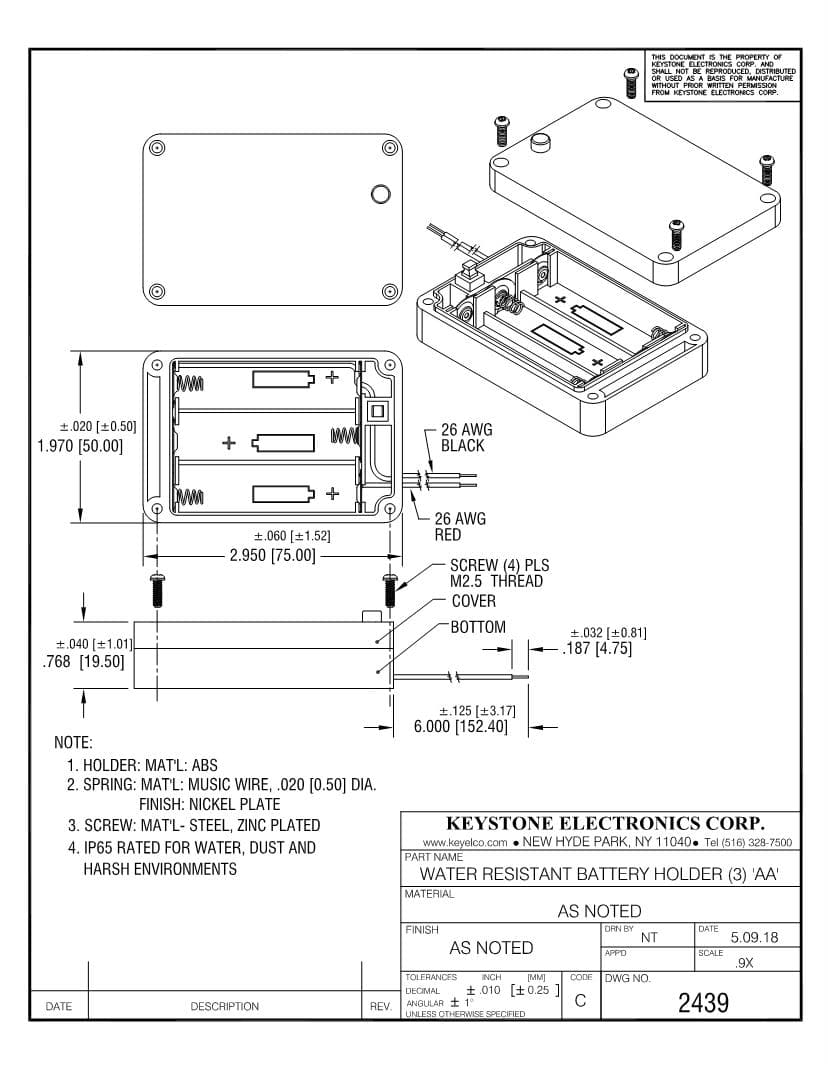 THIS DOCUMENT IS THE PROPERTY OF
KEYSTONE ELECTRONICS CORP. AND
SHALL NOT BE REPRODUCED, DISTRIBUTED
OR USED AS A BASIS FOR MANUFACTURE
WITHOUT PRIOR WRITTEN PERMISSION
FROM KEYSTONE ELECTRONICS CORP.
±.020 [±0.50]
1.970 [50.00]
26 AWG
BLACK
26 AWG
RED
±.060 [±1.52]
2.950 [75.00]
SCREW (4) PLS
M2.5 THREAD
COVER
BOTTOM
±.040 [±1.01]
.768 [19.50]
±.032 [±0.81]
.187 [4.75]
±.125 [±3.17]
6.000 [152.40]
NOTE:
1. HOLDER: MAT'L: ABS
2. SPRING: MAT'L: MUSIC WIRE, .020 [0.50] DIA.
FINISH: NICKEL PLATE
3. SCREW: MAT'L- STEEL, ZINC PLATED
4. IP65 RATED FOR WATER, DUST AND
HARSH ENVIRONMENTS
KEYSTONE ELECTRONICS CORP.
www.keyelco.com ● NEW HYDE PARK, NY 11040● Tel (516) 328-7500
PART NAME
WATER RESISTANT BATTERY HOLDER (3) 'AA'
MATERIAL
AS NOTED
FINISH
AS NOTED
DRN BY
NT
DATE
5.09.18
APP'D
SCALE
.9X
TOLERANCES INCH [MM]
DECIMAL ± .010 [± 0.25 ]
ANGULAR ± 1°
UNLESS OTHERWISE SPECIFIED
CODE
C
DWG NO.
2439
DATE DESCRIPTION REV.